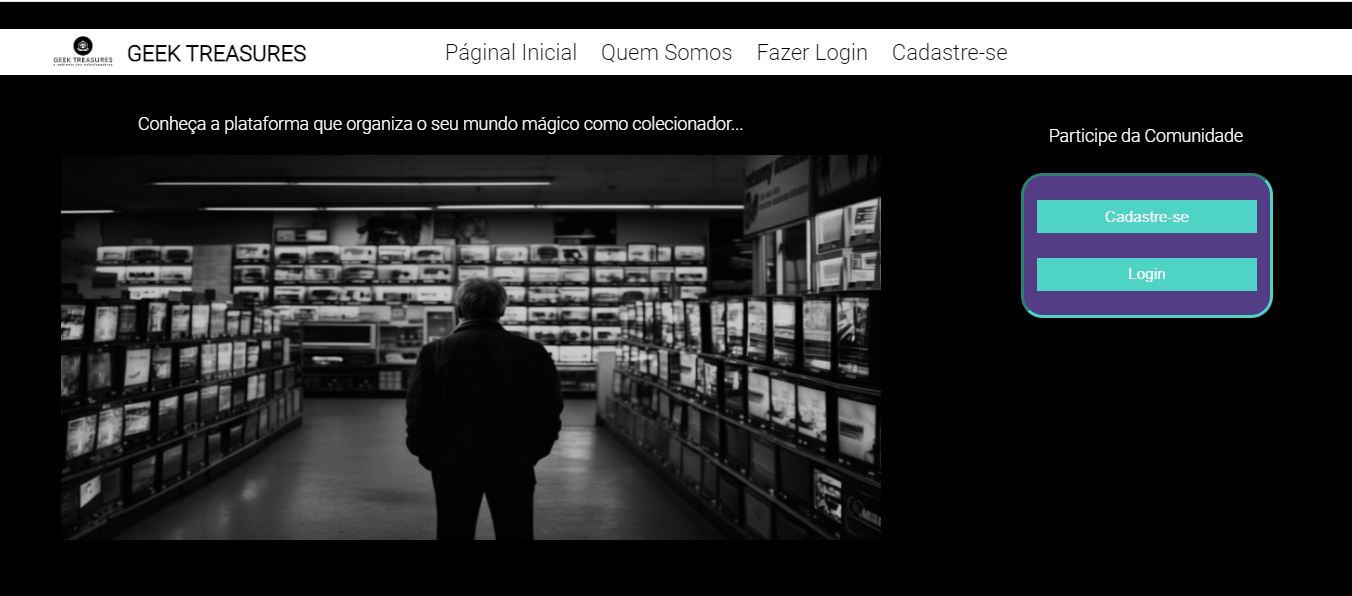 GEEK TREASURES
GEEK TREASURES
Páginal Inicial Quem Somos Fazer Login Cadastre-se
Conheça a plataforma que organiza o seu mundo mágico como colecionador...
Participe da Comunidade
Cadastre-se
Login